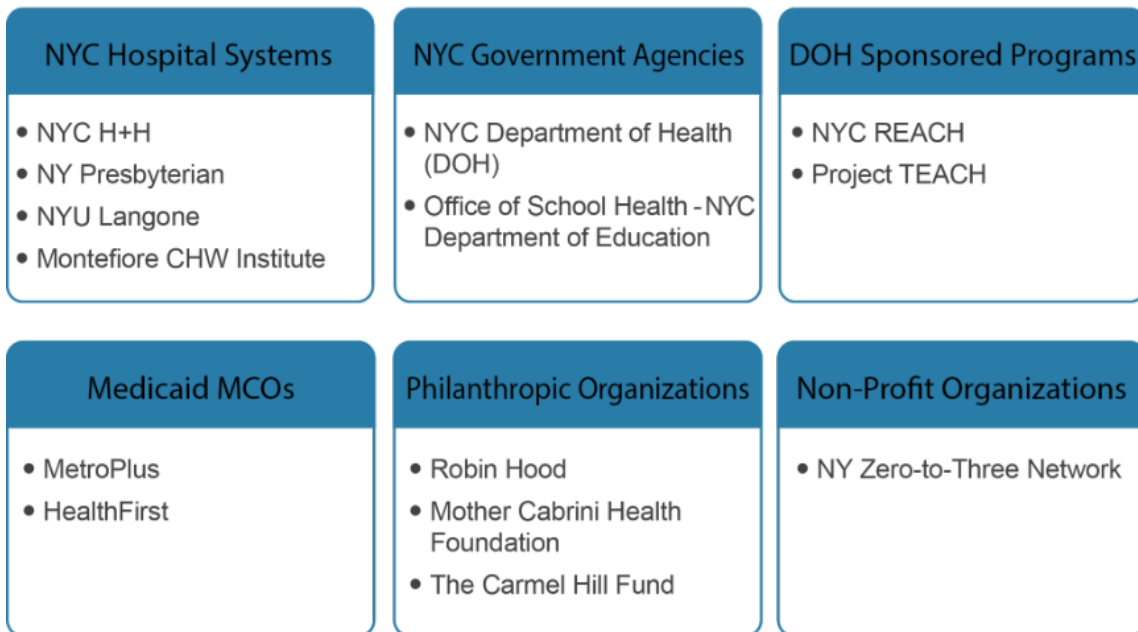 NYC Hospital Systems
• NYC H+H
• NY Presbyterian
• NYU Langone
• Montefiore CHW Institute
NYC Government Agencies
• NYC Department of Health
(DOH)
• Office of School Health - NYC
Department of Education
DOH Sponsored Programs
• NYC REACH
• Project TEACH
Medicaid MCOs
• MetroPlus
• HealthFirst
Philanthropic Organizations
• Robin Hood
• Mother Cabrini Health
Foundation
• The Carmel Hill Fund
Non-Profit Organizations
• NY Zero-to-Three Network